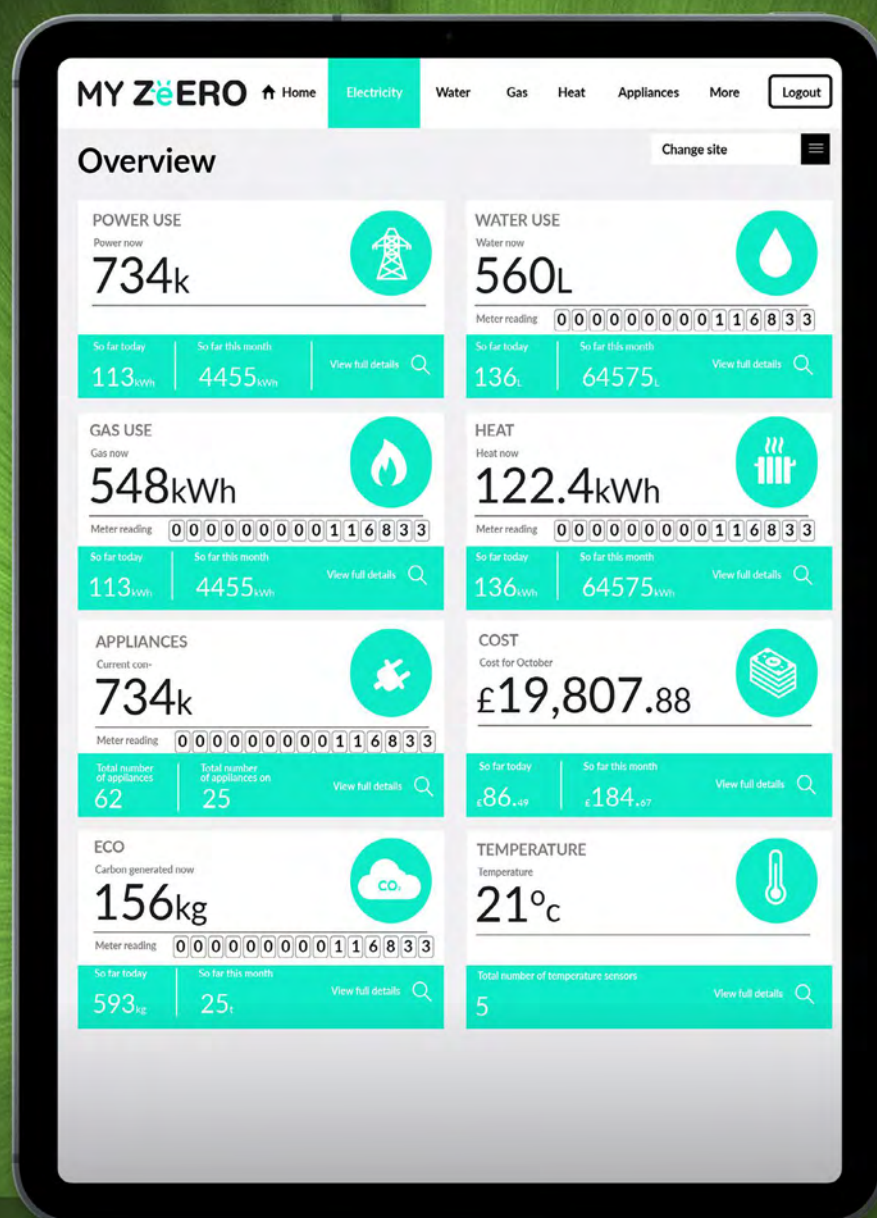 MY ZëERO Home Electricity Water Gas Heat Appliances More Logout
Overview
Change site
POWER USE
Power now
734k
So far today So far this month
113kWh 4455kWh
View full details
WATER USE
Water now
560L
Meter reading 000000000116833
So far today So far this month
136L 64575L
View full details
GAS USE
Gas now
548kWh
Meter reading 000000000116833
So far today So far this month
113kWh 4455kWh
View full details
HEAT
Heat now
122.4kWh
Meter reading 000000000116833
So far today So far this month
136kWh 64575kWh
View full details
APPLIANCES
Current con-
734k
Meter reading 000000000116833
Total number
of appliances
62
Total number
of appliances on
25
View full details
COST
Cost for October
£19,807.88
So far today So far this month
£86.49 £184.67
View full details
ECO
Carbon generated now
156kg
CO₂
Meter reading 000000000116833
So far today So far this month
593kg 25t
View full details
TEMPERATURE
Temperature
21°c
Total number of temperature sensors
5
View full details